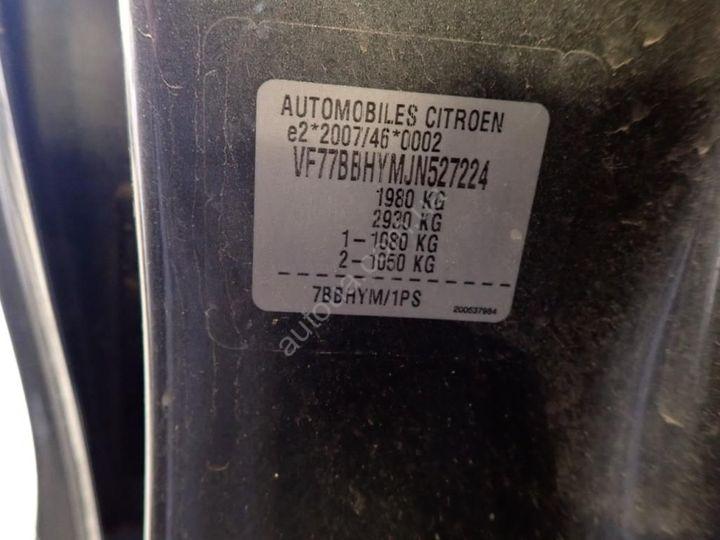 AUTOMOBILES CITROEN
e2*2007/46*0002
VF77BBHYMJN527224
1980 KG
2930 KG
1-1080 KG
2-1050 KG
7BBHYM/1PS
200537984